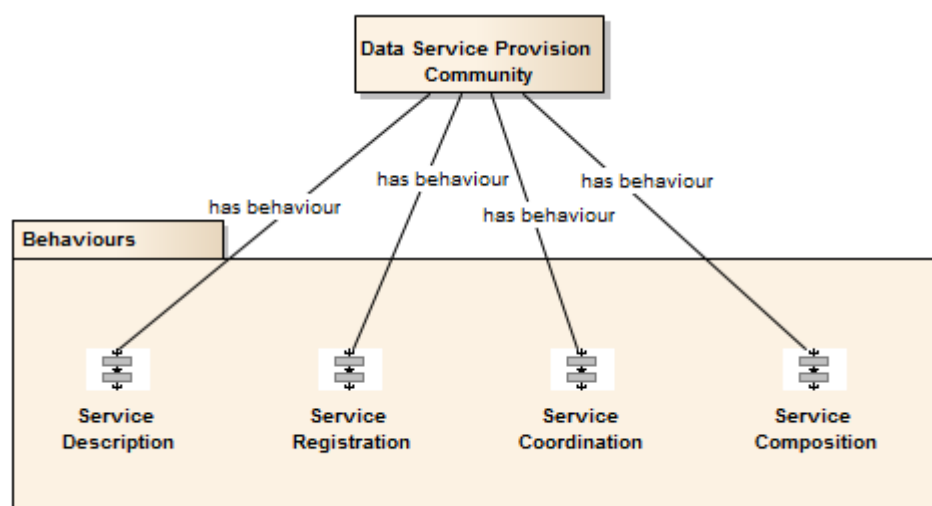 Data Service Provision
Community
has behaviour
has behaviour
has behaviour
has behaviour
Behaviours
Service
Description
Service
Registration
Service
Coordination
Service
Composition